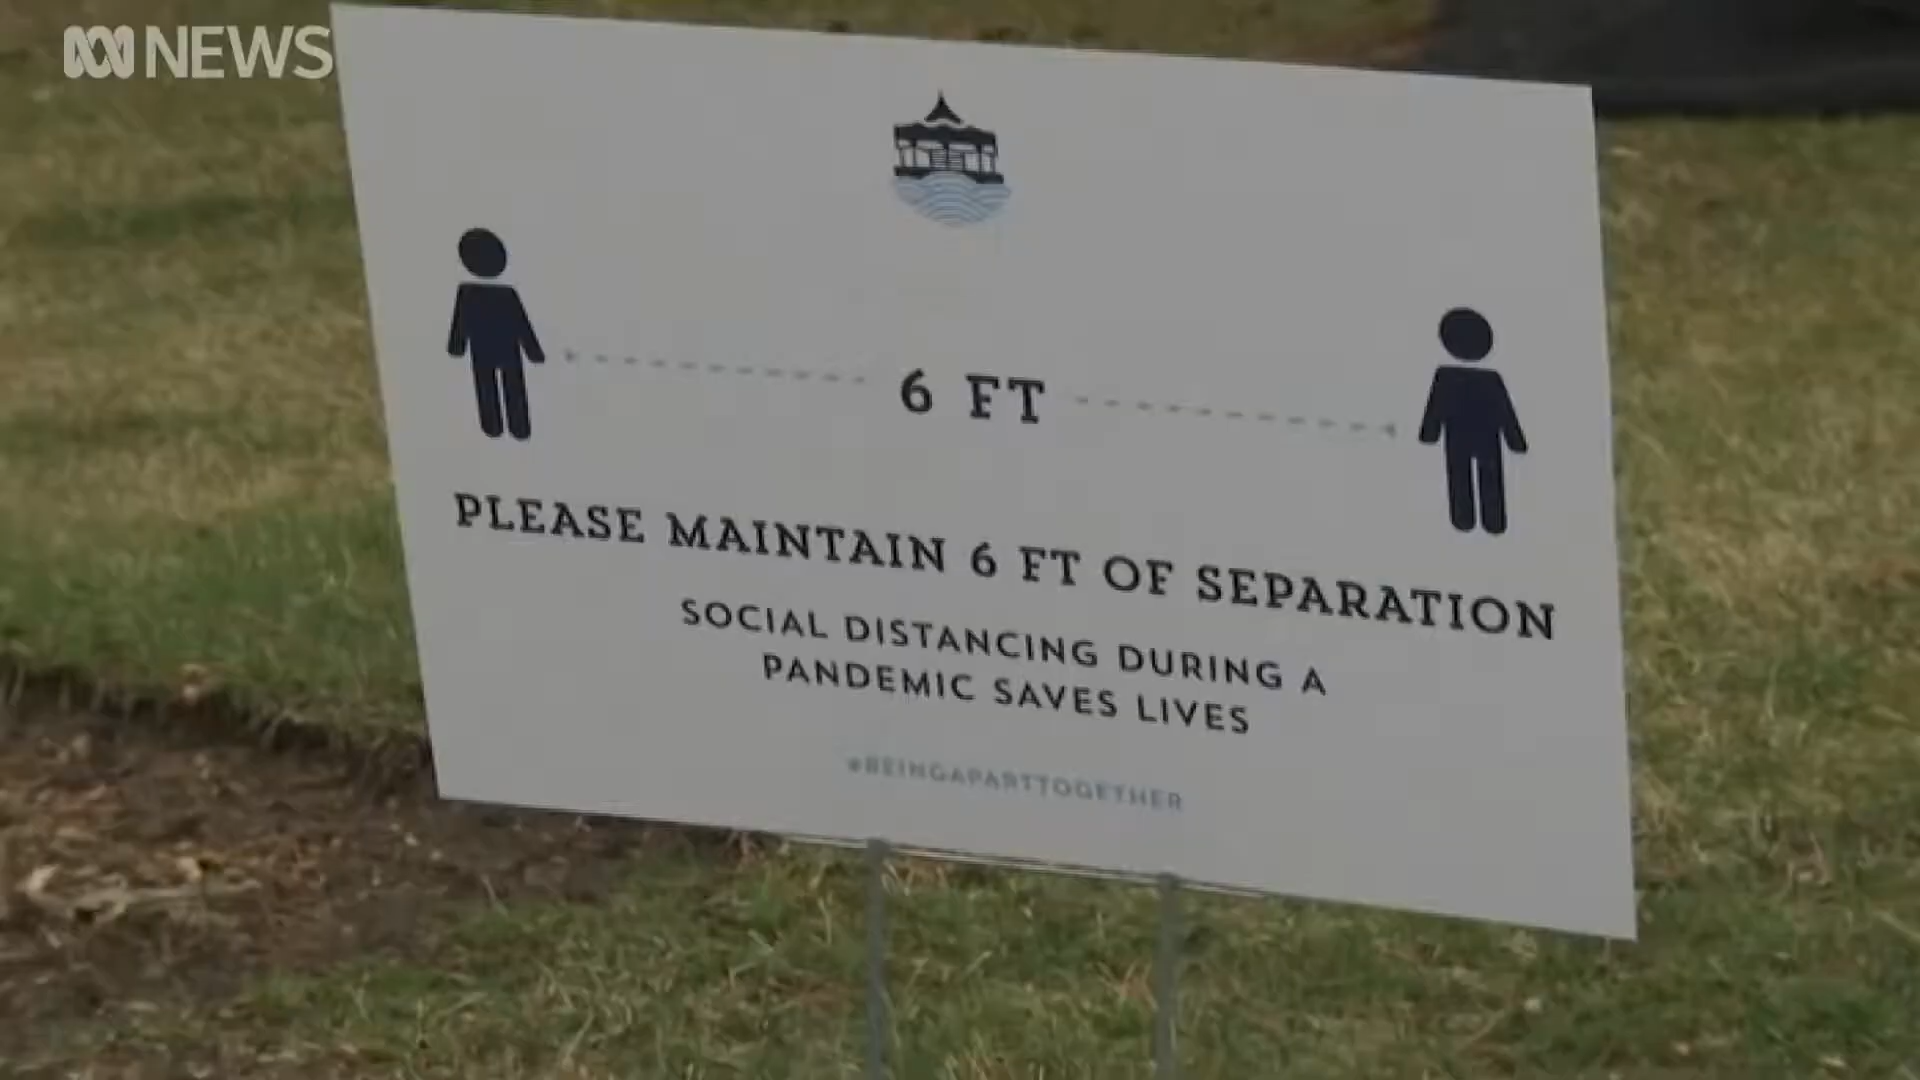 NEWS
6 FT
PLEASE MAINTAIN 6 FT OF SEPARATION
SOCIAL DISTANCING DURING A
PANDEMIC SAVES LIVES
#BEINGAPARTTOGETHER